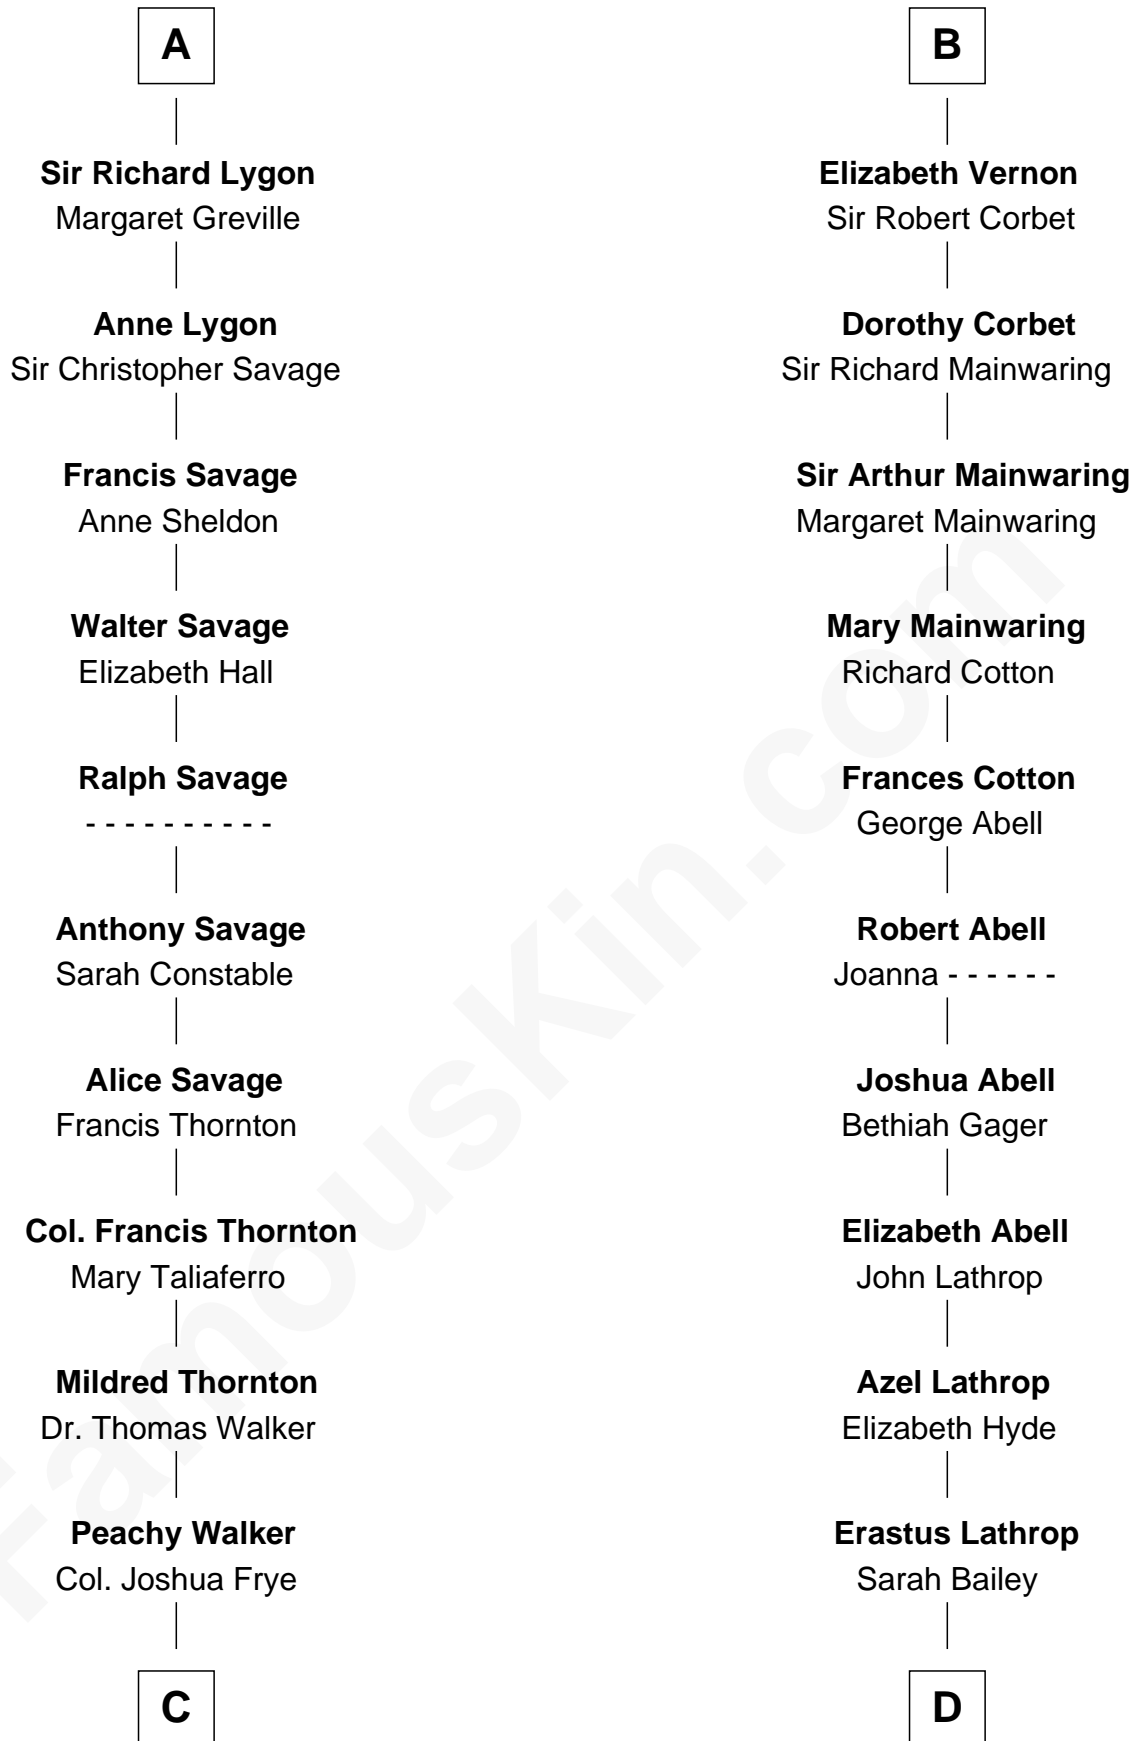 A
Sir Richard Lygon
Margaret Greville
Anne Lygon
Sir Christopher Savage
Francis Savage
Anne Sheldon
Walter Savage
Elizabeth Hall
Ralph Savage
- - - - - - - - - -
Anthony Savage
Sarah Constable
Alice Savage
Francis Thornton
Col. Francis Thornton
Mary Taliaferro
Mildred Thornton
Dr. Thomas Walker
Peachy Walker
Col. Joshua Frye
C
B
Elizabeth Vernon
Sir Robert Corbet
Dorothy Corbet
Sir Richard Mainwaring
Sir Arthur Mainwaring
Margaret Mainwaring
Mary Mainwaring
Richard Cotton
Frances Cotton
George Abell
Robert Abell
Joanna - - - - - -
Joshua Abell
Bethiah Gager
Elizabeth Abell
John Lathrop
Azel Lathrop
Elizabeth Hyde
Erastus Lathrop
Sarah Bailey
D
FamousKin.com